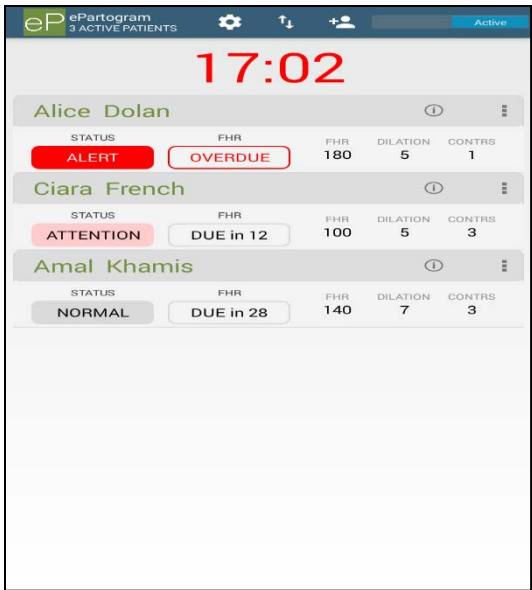 eP ePartogram
3 ACTIVE PATIENTS
Active
17:02
Alice Dolan
STATUS FHR FHR DILATION CONTRS
ALERT OVERDUE 180 5 1
Ciara French
STATUS FHR FHR DILATION CONTRS
ATTENTION DUE in 12 100 5 3
Amal Khamis
STATUS FHR FHR DILATION CONTRS
NORMAL DUE in 28 140 7 3